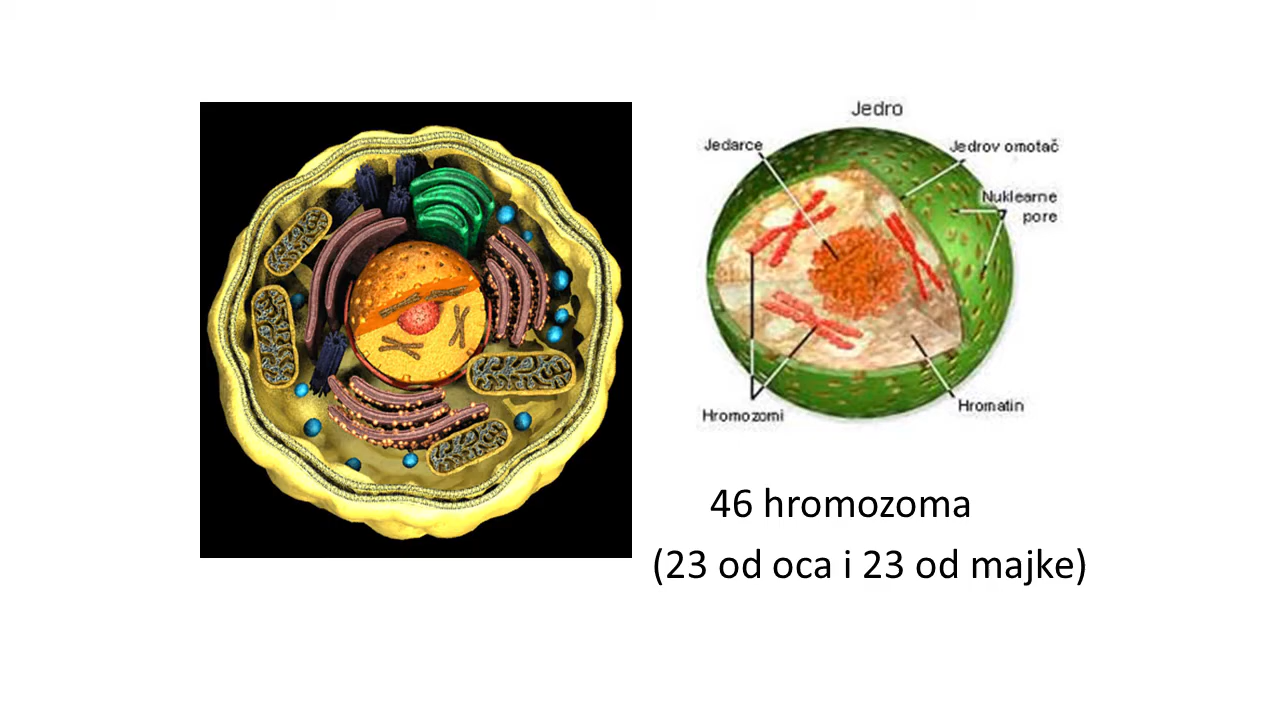 Jedro
Jedarce
Jedrov omotač
Nuklearne
pore
Hromozomi
Hromatin
46 hromozoma
(23 od oca i 23 od majke)